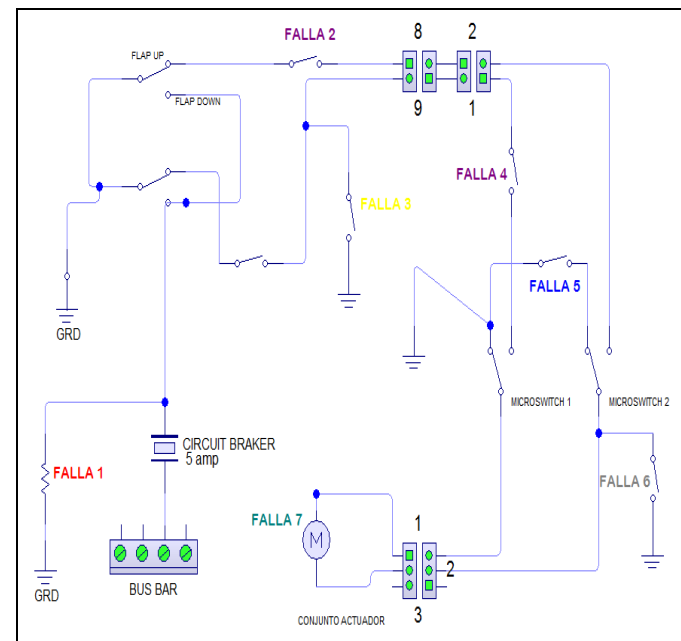 FALLA 2
8
2
FLAP UP
FLAP DOWN
9
1
FALLA 4
FALLA 3
FALLA 5
GRD
MICROSWITCH 1
MICROSWITCH 2
CIRCUIT BRAKER
5 amp
FALLA 1
FALLA 6
FALLA 7
M
1
2
BUS BAR
GRD
3
CONJUNTO ACTUADOR